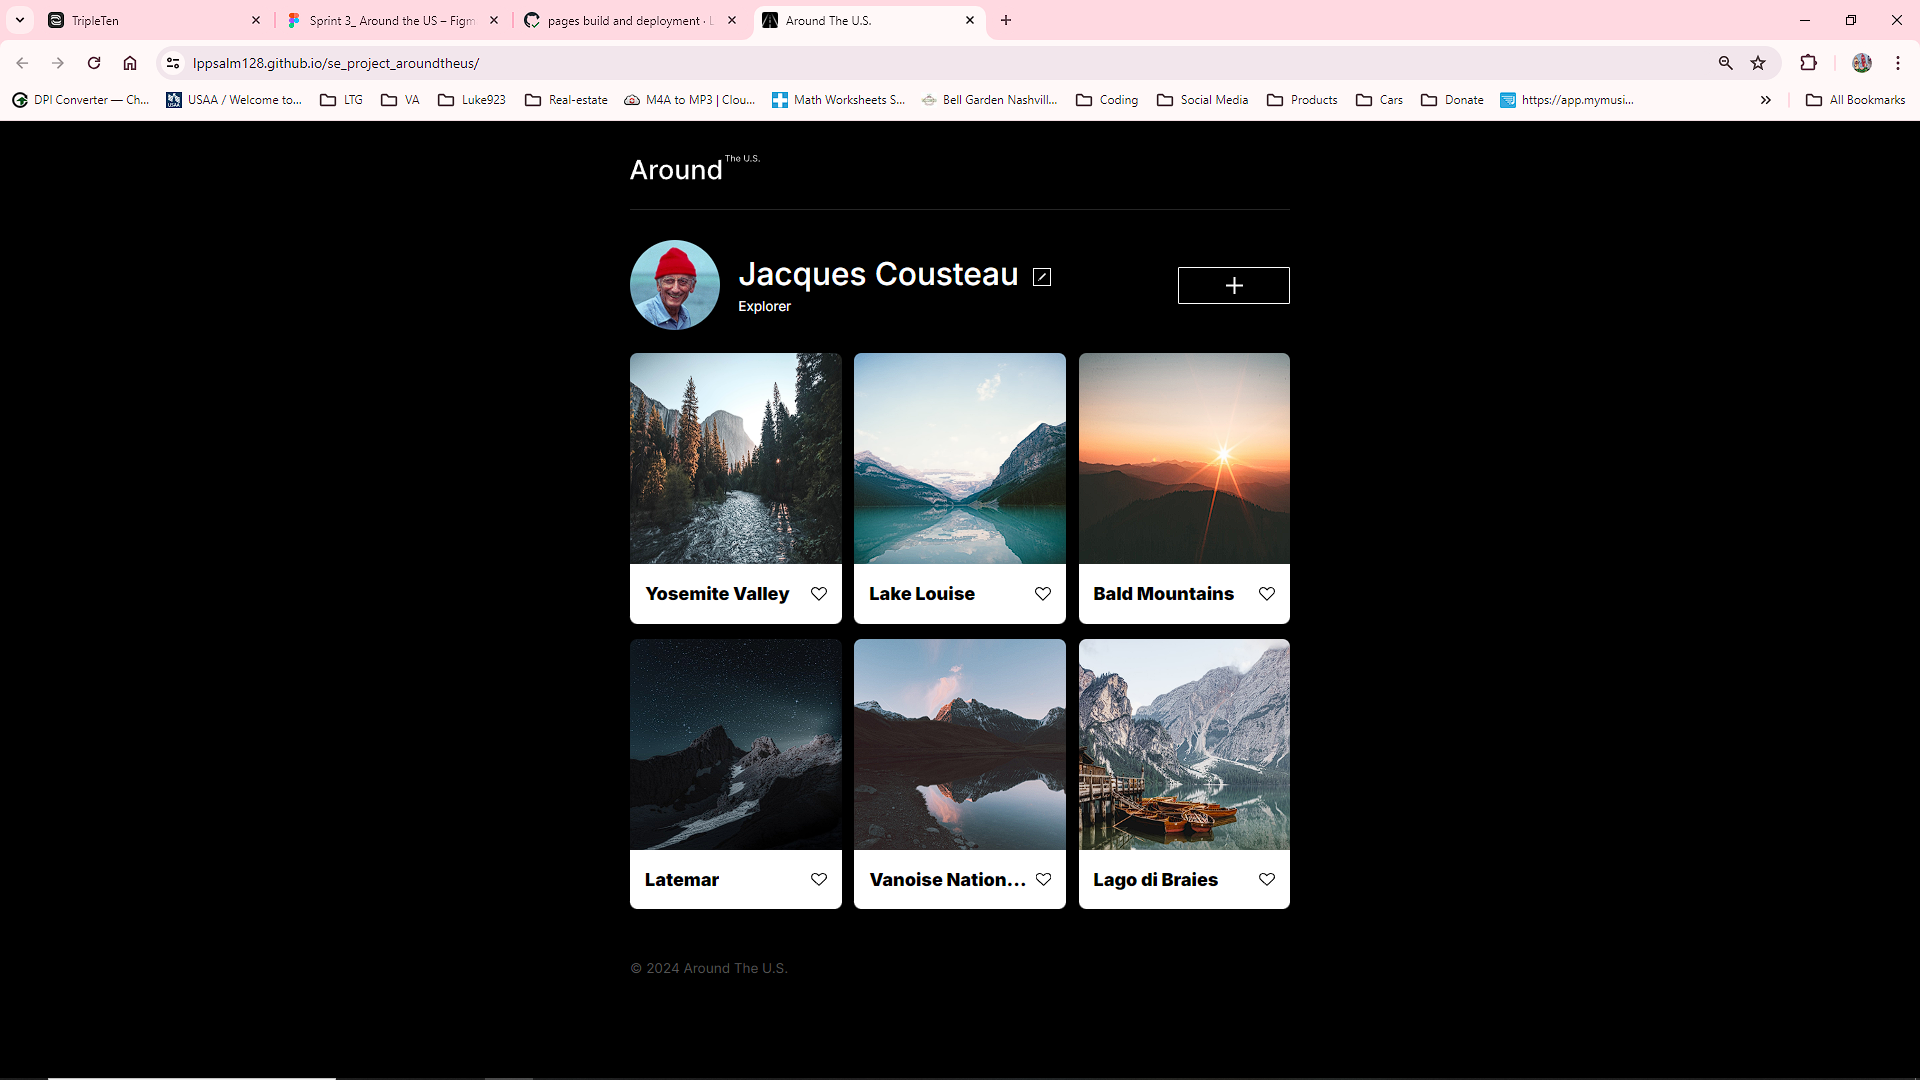 TripleTen
Sprint 3_ Around the US – Figm
pages build and deployment · L
Around The U.S.
lppsalm128.github.io/se_project_aroundtheus/
DPI Converter — Ch...
USAA / Welcome to...
LTG
VA
Luke923
Real-estate
M4A to MP3 | Clou...
Math Worksheets S...
Bell Garden Nashvill...
Coding
Social Media
Products
Cars
Donate
https://app.mymusi...
All Bookmarks
Around The U.S.
Jacques Cousteau
Explorer
Yosemite Valley
Lake Louise
Bald Mountains
Latemar
Vanoise Nation...
Lago di Braies
© 2024 Around The U.S.